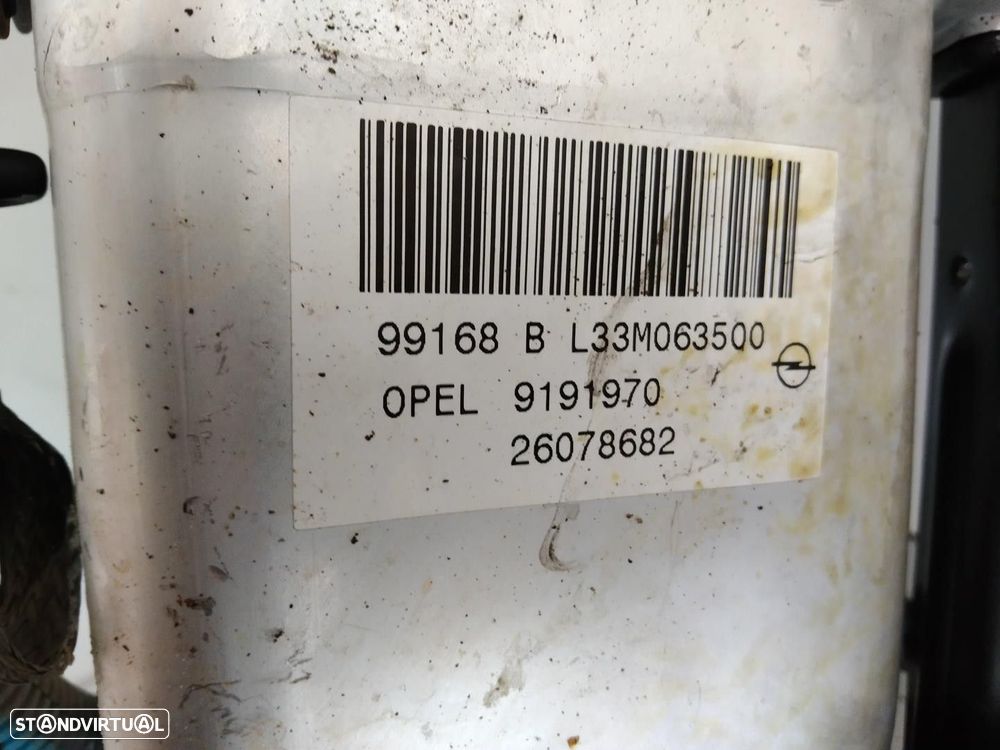 99168 B L33M063500
OPEL 9191970
26078682
STANDVIRTUAL